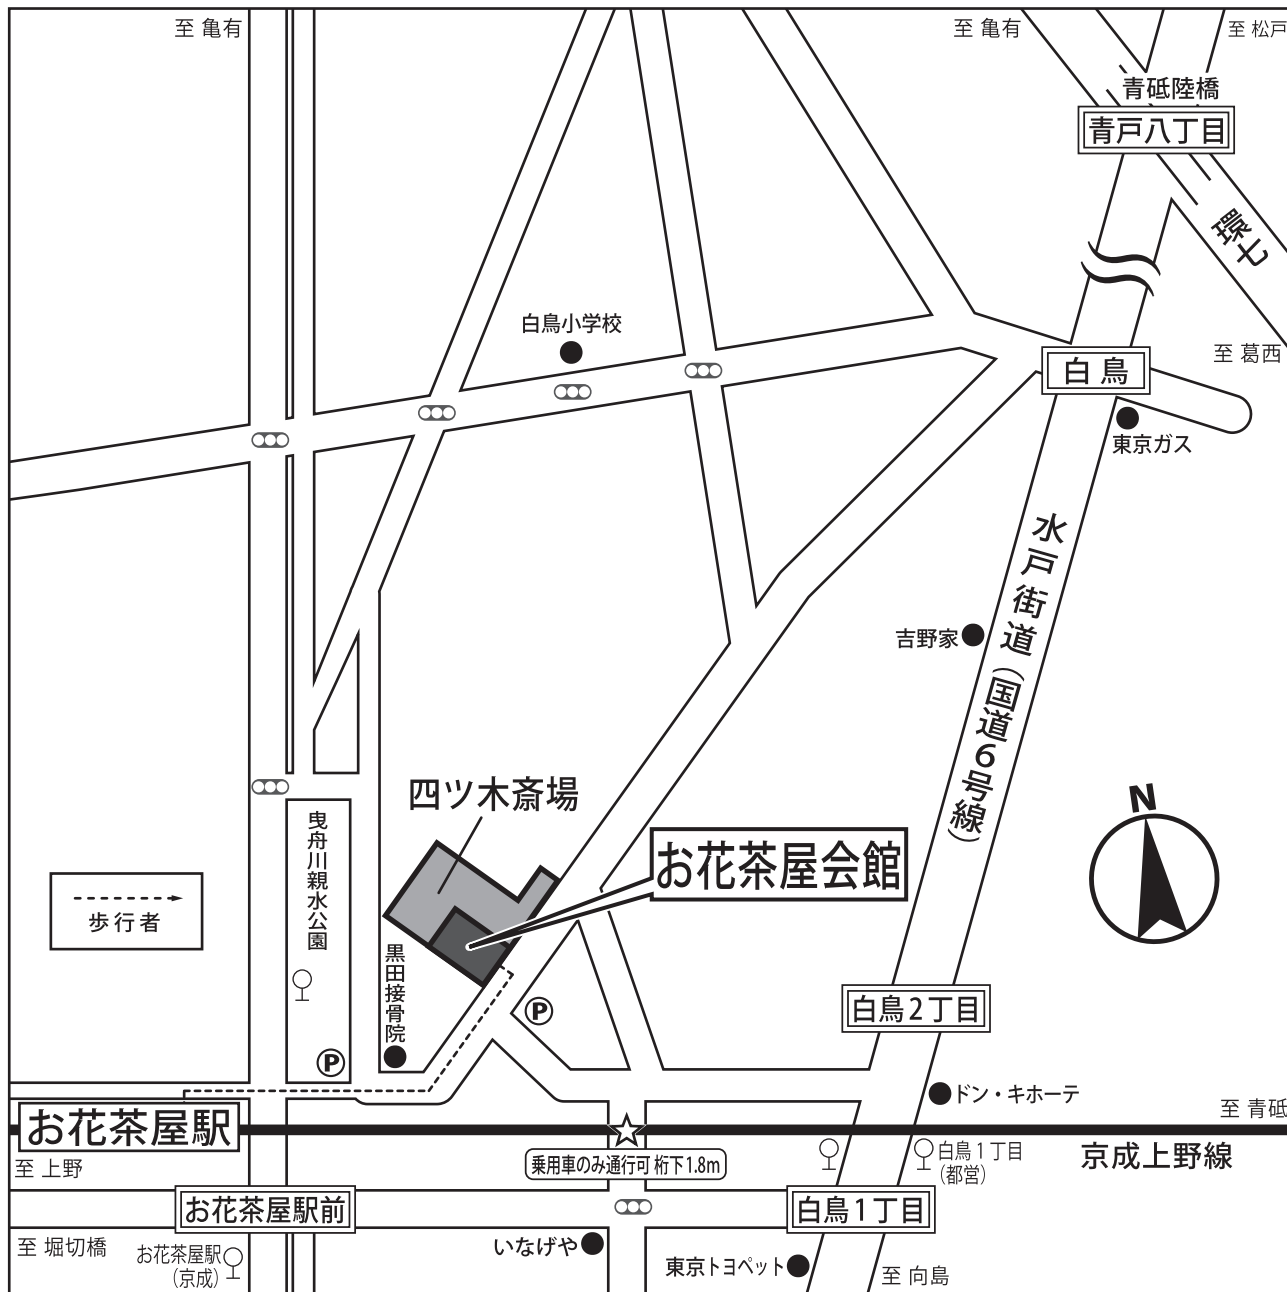 至 亀有
至 亀有
至 松戸
青砥陸橋
青戸八丁目
環七
至 葛西
白鳥小学校
白鳥
東京ガス
水戸街道(国道6号線)
吉野家
四ツ木斎場
お花茶屋会館
N
曳舟川親水公園
歩行者
黒田接骨院
P
P
白鳥2丁目
ドン・キホーテ
至 青砥
お花茶屋駅
至 上野
乗用車のみ通行可 桁下1.8m
白鳥1丁目
(都営)
京成上野線
お花茶屋駅前
白鳥1丁目
至 堀切橋
お花茶屋駅
(京成)
いなげや
東京トヨペット
至 向島